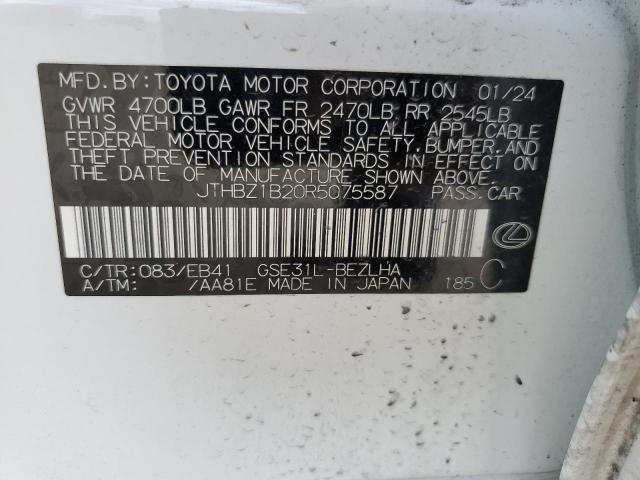 MFD. BY: TOYOTA MOTOR CORPORATION 01/24
GVWR 4700LB GAWR FR 2470LB RR 2545LB
THIS VEHICLE CONFORMS TO ALL APPLICABLE
FEDERAL MOTOR VEHICLE SAFETY, BUMPER, AND
THEFT PREVENTION STANDARDS IN EFFECT ON
THE DATE OF MANUFACTURE SHOWN ABOVE.
JTHBZ1B20R5075587 PASS. CAR
C/TR: 083/EB41 GSE31L-BEZLHA
A/TM: /AA81E MADE IN JAPAN 185 C